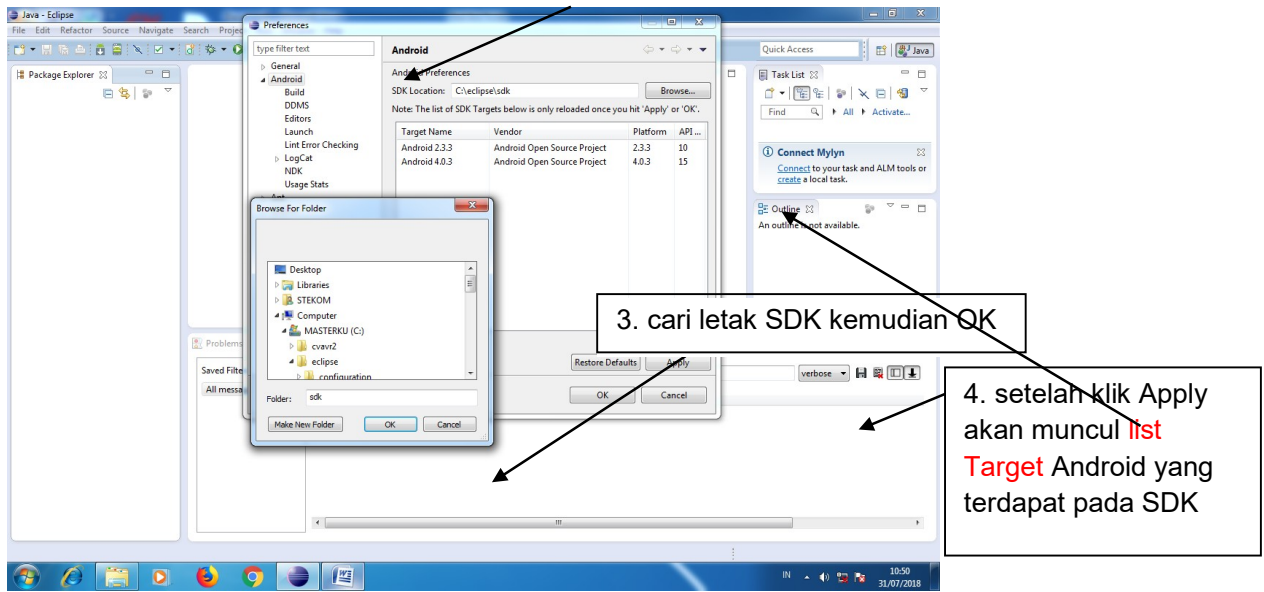 Java - Eclipse
File Edit Refactor Source Navigate Search Projec
Quick Access
Java
Package Explorer
Preferences
type filter text
General
Android
Build
DDMS
Editors
Launch
Lint Error Checking
LogCat
NDK
Usage Stats
Ant
Android
Android Preferences
SDK Location: C:\eclipse\sdk Browse...
Note: The list of SDK Targets below is only reloaded once you hit 'Apply' or 'OK'.
Target Name Vendor Platform API ...
Android 2.3.3 Android Open Source Project 2.3.3 10
Android 4.0.3 Android Open Source Project 4.0.3 15
Restore Defaults Apply
OK Cancel
Browse For Folder
Desktop
Libraries
STEKOM
Computer
MASTERKU (C:)
cvavr2
eclipse
configuration
Folder: sdk
Make New Folder OK Cancel
Task List
Find All Activate...
Connect Mylyn
Connect to your task and ALM tools or
create a local task.
Outline
An outline is not available.
3. cari letak SDK kemudian OK
Problems
Saved Filte
All messa
verbose
4. setelah klik Apply
akan muncul list
Target Android yang
terdapat pada SDK
IN
10:50
31/07/2018